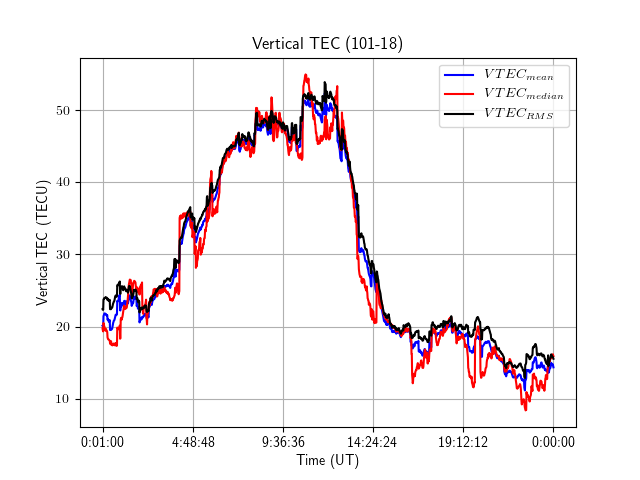 Vertical TEC (101-18)
VTEC_mean
VTEC_median
VTEC_RMS
Vertical TEC (TECU)
50
40
30
20
10
0:01:00 4:48:48 9:36:36 14:24:24 19:12:12 0:00:00
Time (UT)